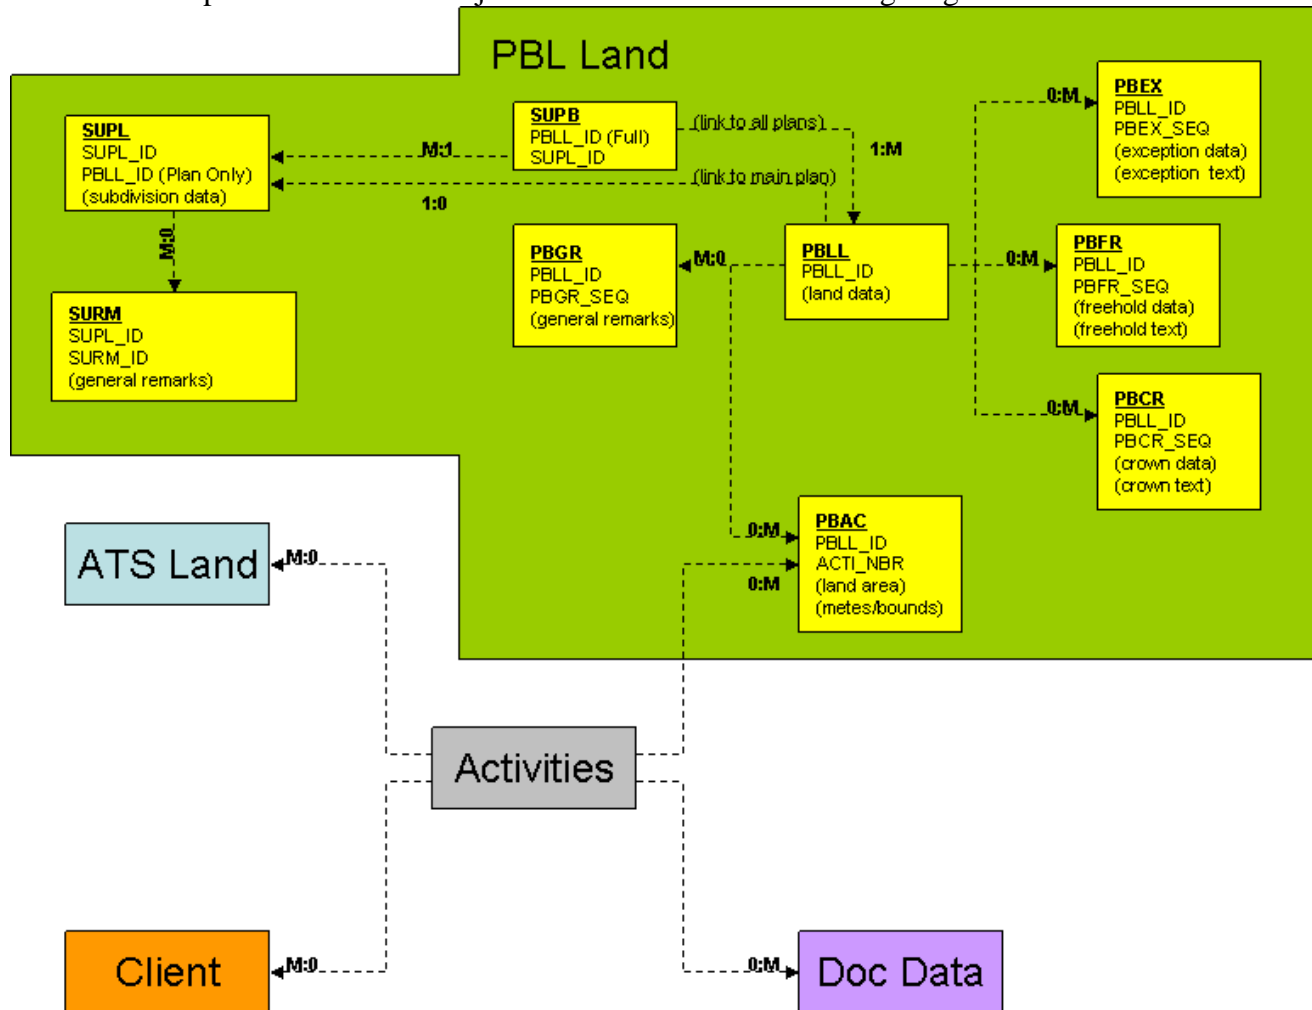 PBL Land
SUPL
SUPL_ID
PBLL_ID (Plan Only)
(subdivision data)
M:1
SUPB
PBLL_ID (Full)
SUPL_ID
(link to all plans)
1:M
(link to main plan)
1:0
0:M
PBEX
PBLL_ID
PBEX_SEQ
(exception data)
(exception text)
M:0
SURM
SUPL_ID
SURM_ID
(general remarks)
PBGR
PBLL_ID
PBGR_SEQ
(general remarks)
M:0
PBLL
PBLL_ID
(land data)
0:M
PBFR
PBLL_ID
PBFR_SEQ
(freehold data)
(freehold text)
0:M
PBCR
PBLL_ID
PBCR_SEQ
(crown data)
(crown text)
0:M
0:M
PBAC
PBLL_ID
ACTI_NBR
(land area)
(metes/bounds)
ATS Land
M:0
Activities
Client
M:0
0:M
Doc Data